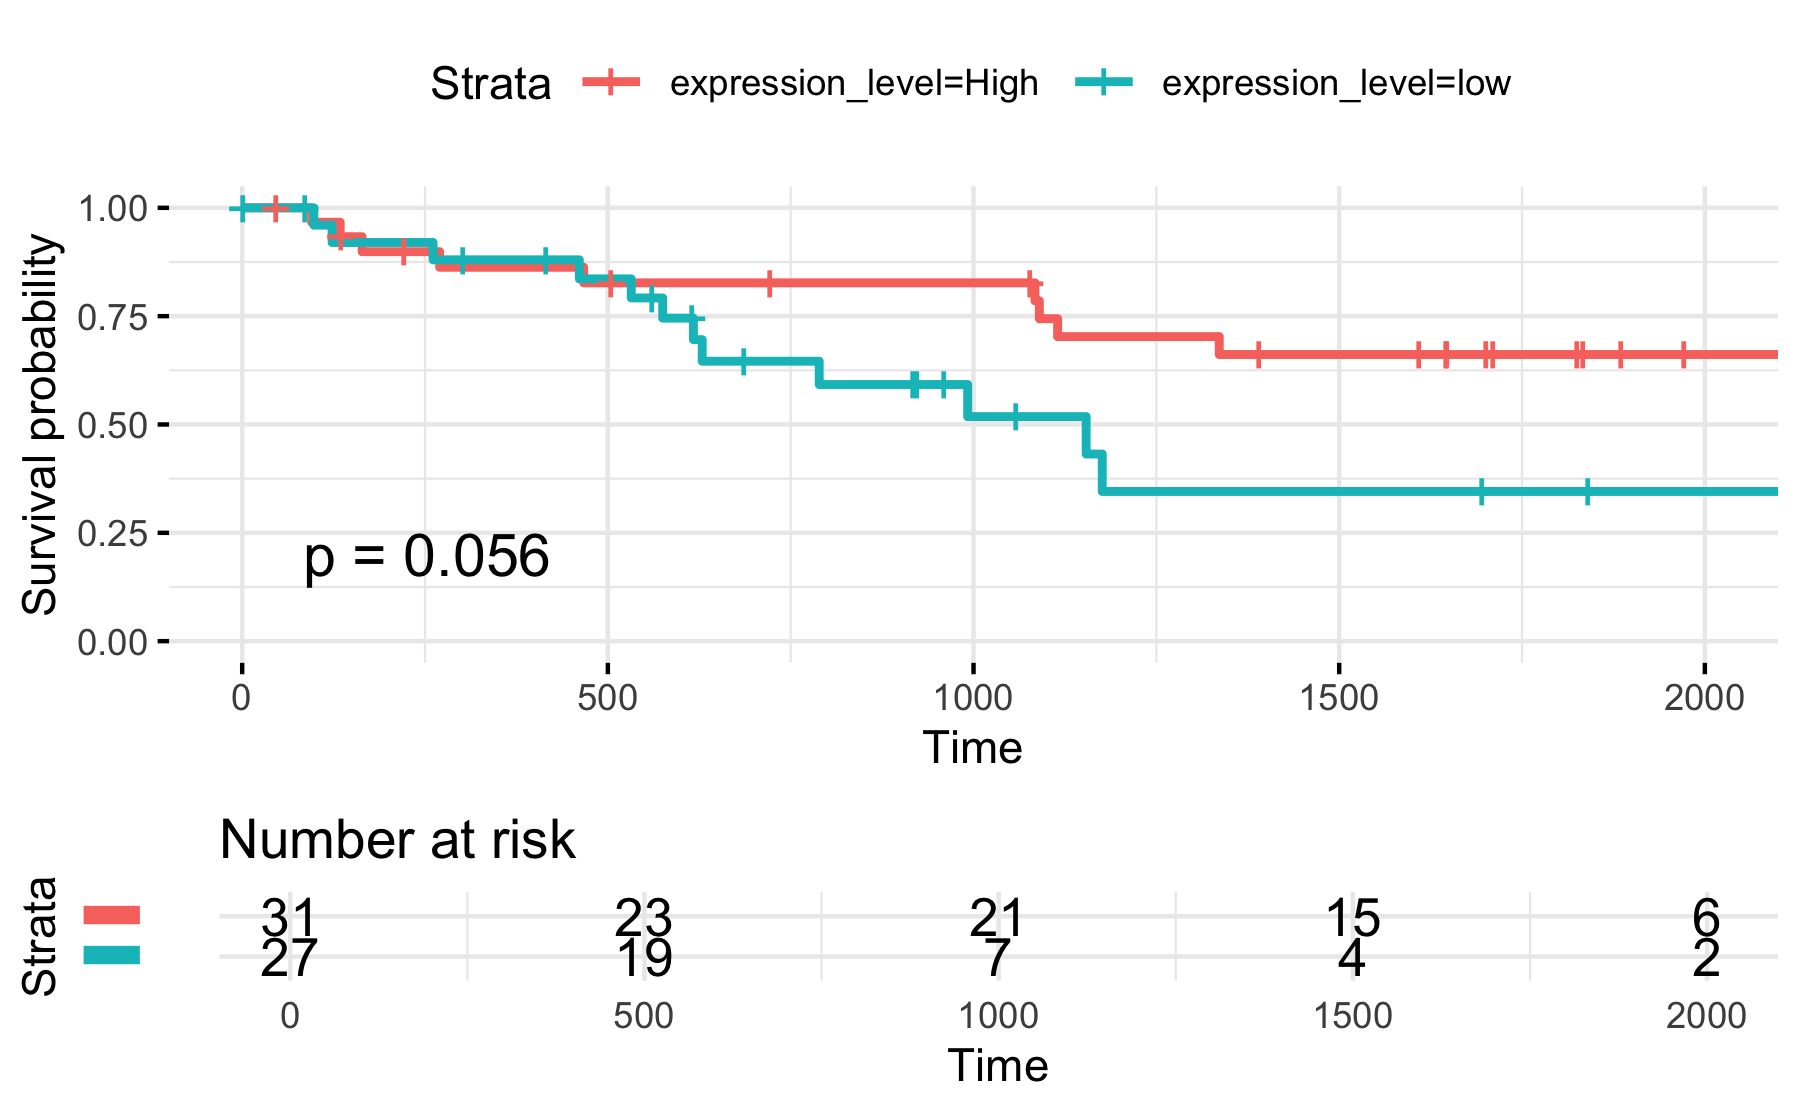 Strata expression_level=High expression_level=low
Survival probability
1.00
0.75
0.50
0.25
0.00
p = 0.056
0 500 1000 1500 2000
Time
Number at risk
Strata
31 23 21 15 6
27 19 7 4 2
0 500 1000 1500 2000
Time